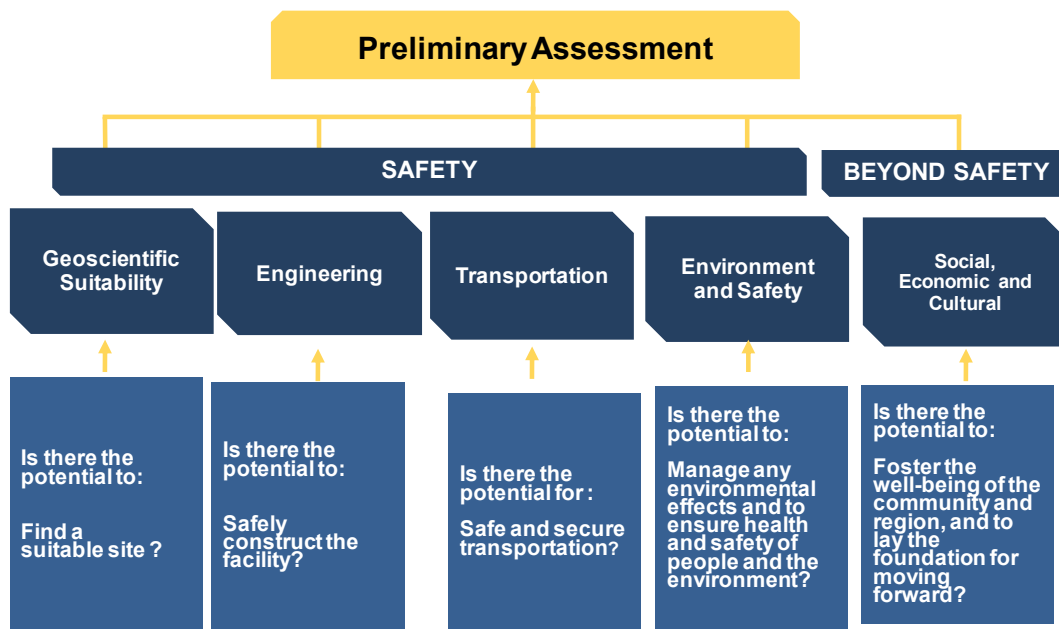 Preliminary Assessment
SAFETY
BEYOND SAFETY
Geoscientific
Suitability
Engineering
Transportation
Environment
and Safety
Social,
Economic and
Cultural
Is there the
potential to:
Find a
suitable site ?
Is there the
potential to:
Safely
construct the
facility?
Is there the
potential for :
Safe and secure
transportation?
Is there the
potential to:
Manage any
environmental
effects and to
ensure health
and safety of
people and the
environment?
Is there the
potential to:
Foster the
well-being of the
community and
region, and to
lay the
foundation for
moving
forward?